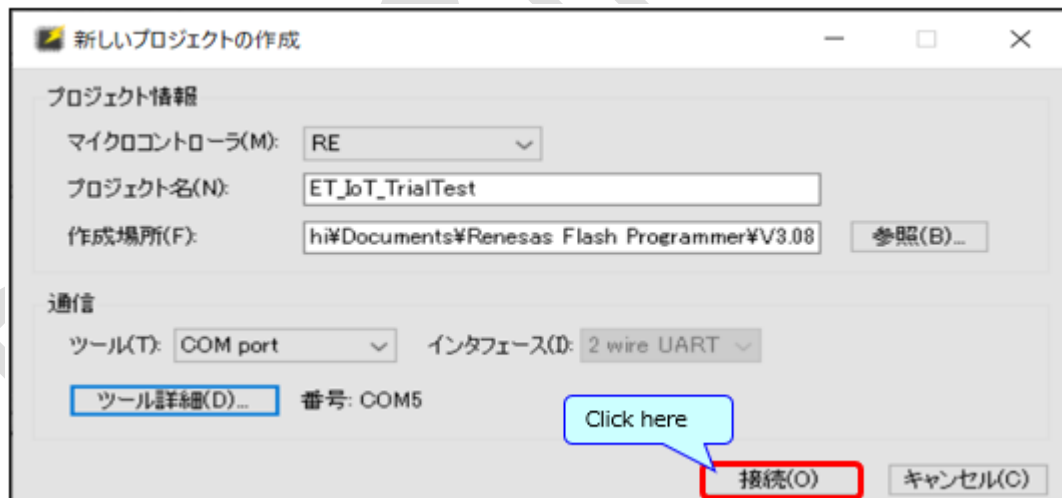 新しいプロジェクトの作成
プロジェクト情報
マイクロコントローラ(M): RE
プロジェクト名(N): ET_IoT_TrialTest
作成場所(F): hi¥Documents¥Renesas Flash Programmer¥V3.08 参照(B)...
通信
ツール(T): COM port インタフェース(I): 2 wire UART
ツール詳細(D)... 番号: COM5
Click here
接続(O) キャンセル(C)